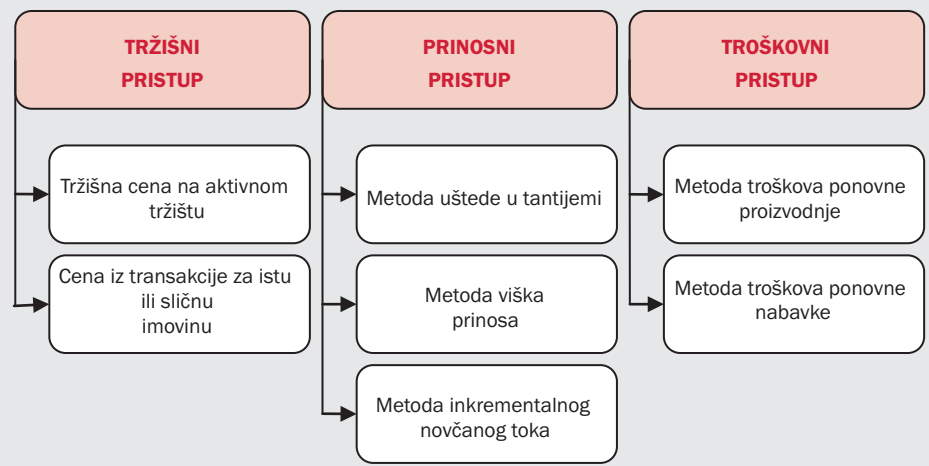 TRŽIŠNI
PRISTUP
Tržišna cena na aktivnom
tržištu
Cena iz transakcije za istu
ili sličnu
imovinu
PRINOSNI
PRISTUP
Metoda uštede u tantijemi
Metoda viška
prinosa
Metoda inkrementalnog
novčanog toka
TROŠKOVNI
PRISTUP
Metoda troškova ponovne
proizvodnje
Metoda troškova ponovne
nabavke